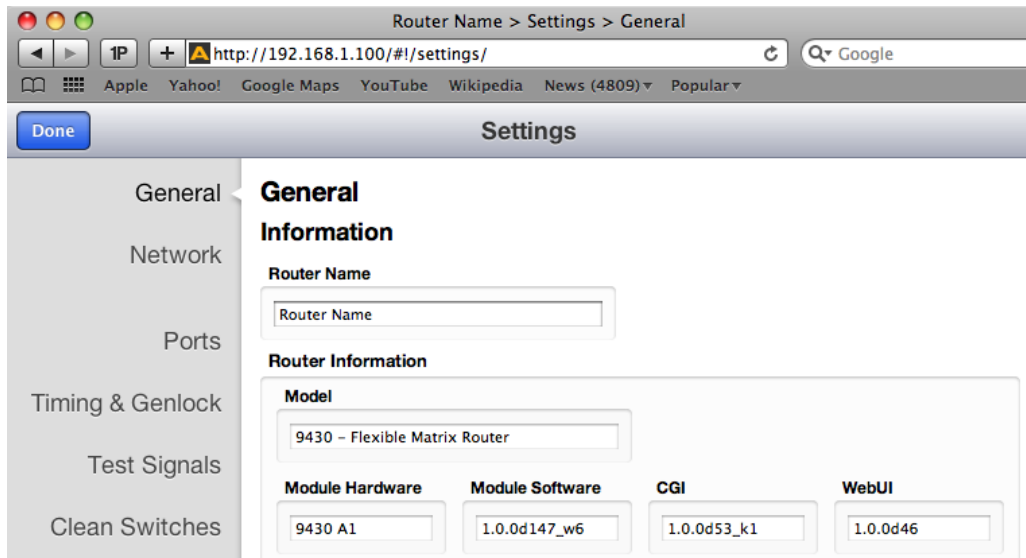 Router Name > Settings > General
1P + http://192.168.1.100/#!/settings/ Google
Apple Yahoo! Google Maps YouTube Wikipedia News (4809) Popular
Done Settings
General
Network
Ports
Timing & Genlock
Test Signals
Clean Switches
General
Information
Router Name
Router Name
Router Information
Model
9430 – Flexible Matrix Router
Module Hardware Module Software CGI WebUI
9430 A1 1.0.0d147_w6 1.0.0d53_k1 1.0.0d46